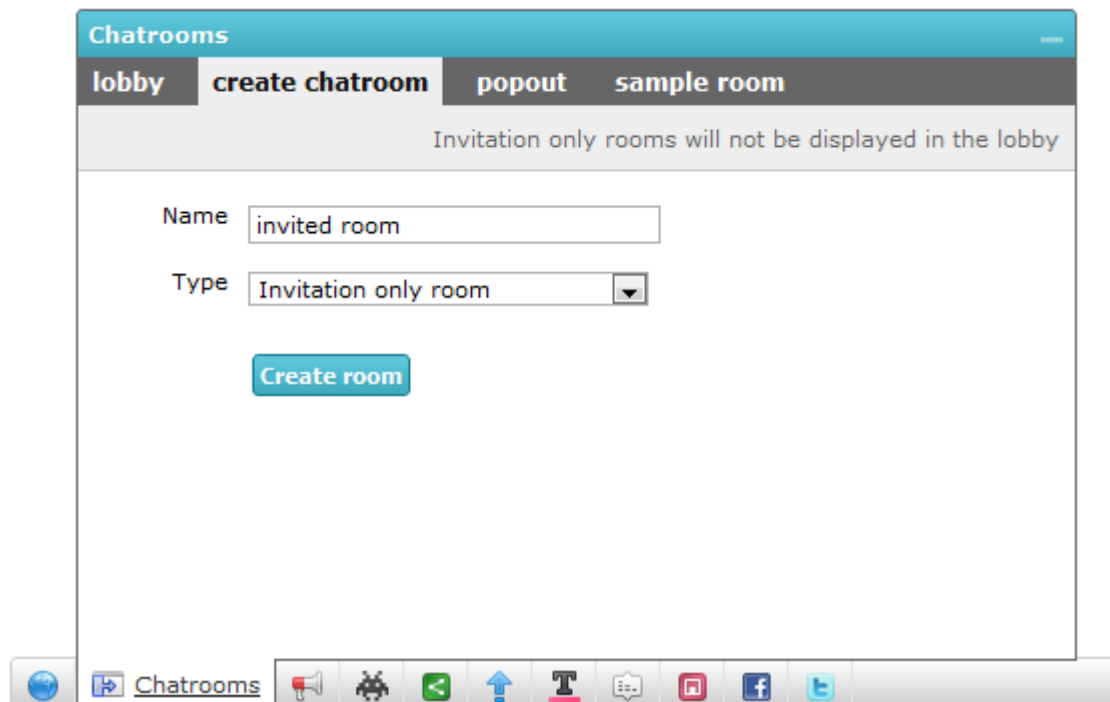 Chatrooms
lobby create chatroom popout sample room
Invitation only rooms will not be displayed in the lobby
Name invited room
Type Invitation only room
Create room
Chatrooms